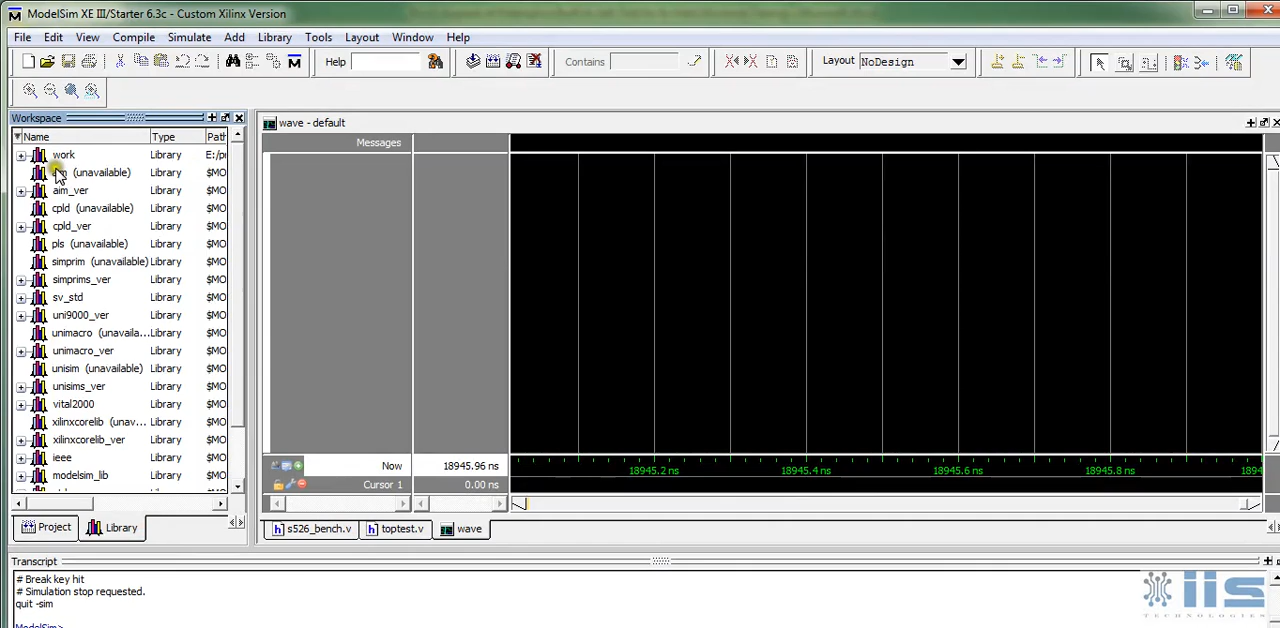 ModelSim XE III/Starter 6.3c - Custom Xilinx Version
File Edit View Compile Simulate Add Library Tools Layout Window Help
Help Contains Layout NoDesign
Workspace
Name Type Path
work Library E:/p
(unavailable) Library $MO
aim_ver Library $MO
cpld (unavailable) Library $MO
cpld_ver Library $MO
pls (unavailable) Library $MO
simprim (unavailable) Library $MO
simprims_ver Library $MO
sv_std Library $MO
uni9000_ver Library $MO
unimacro (unavaila... Library $MO
unimacro_ver Library $MO
unisim (unavailable) Library $MO
unisims_ver Library $MO
vital2000 Library $MO
xilinxcorelib (unav... Library $MO
xilinxcorelib_ver Library $MO
ieee Library $MO
modelsim_lib Library $MO
Project Library
wave - default
Messages
Now 18945.96 ns
Cursor 1 0.00 ns
18945.2 ns 18945.4 ns 18945.6 ns 18945.8 ns 1894
s526_bench.v toptest.v wave
Transcript
# Break key hit
# Simulation stop requested.
quit -sim
ModelSim>
iis
TECHNOLOGIES